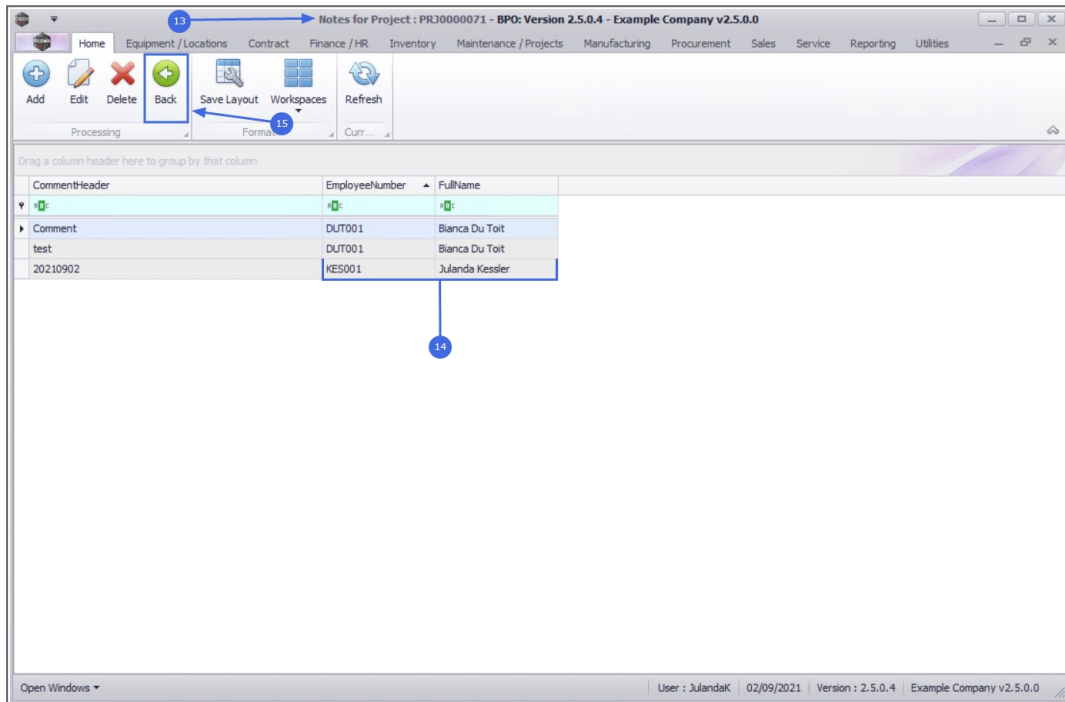 13
Notes for Project : PRJ0000071 - BPO: Version 2.5.0.4 - Example Company v2.5.0.0
Home Equipment / Locations Contract Finance / HR Inventory Maintenance / Projects Manufacturing Procurement Sales Service Reporting Utilities
Add Edit Delete Back Save Layout Workspaces Refresh
15
Processing Format Curr...
Drag a column header here to group by that column
CommentHeader EmployeeNumber FullName
Comment DUT001 Bianca Du Toit
test DUT001 Bianca Du Toit
20210902 KES001 Julanda Kessler
14
Open Windows User : JulandaK 02/09/2021 Version : 2.5.0.4 Example Company v2.5.0.0